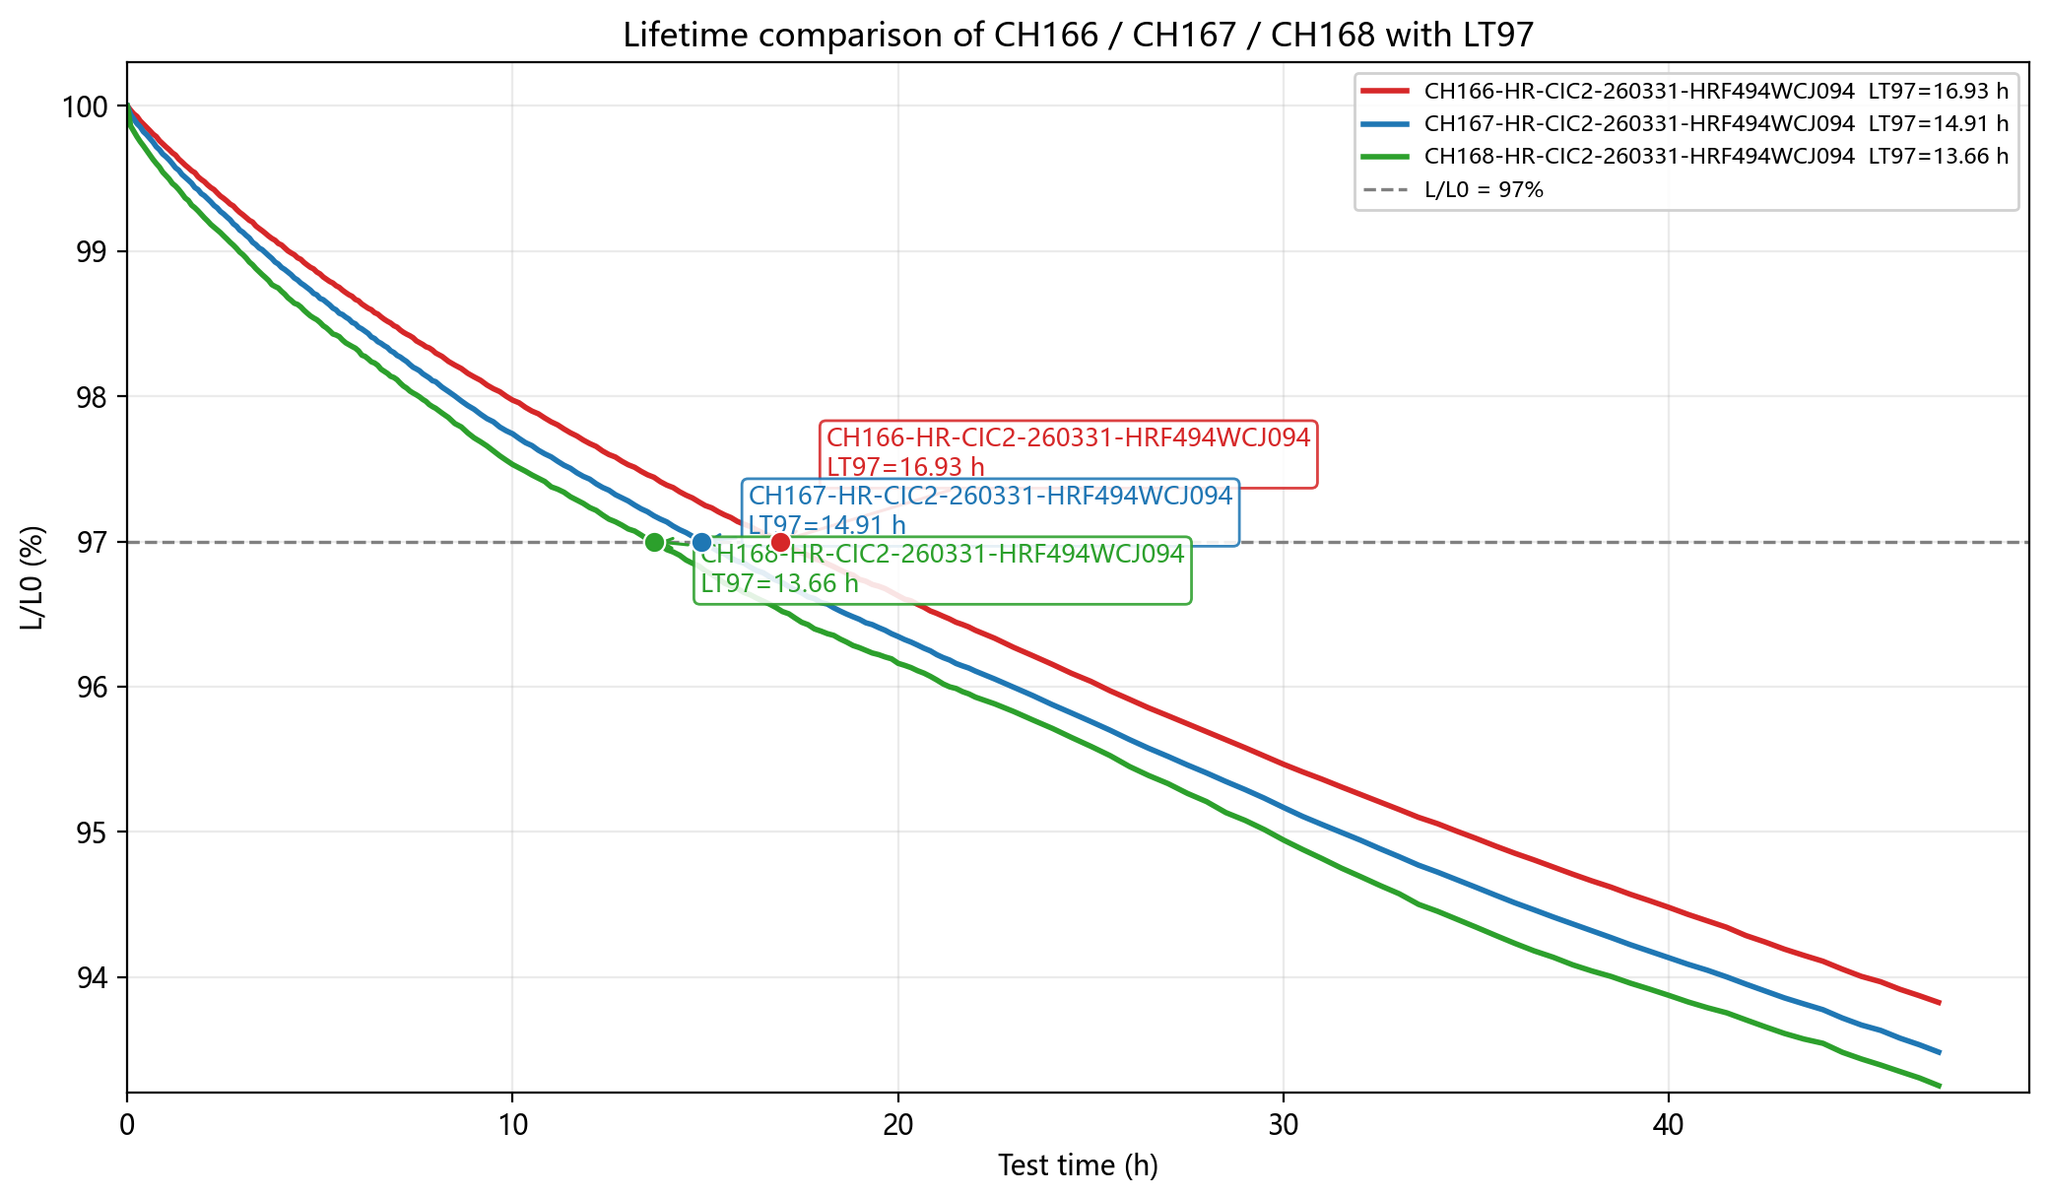 Lifetime comparison of CH166 / CH167 / CH168 with LT97
CH166-HR-CIC2-260331-HRF494WCJ094 LT97=16.93 h
CH167-HR-CIC2-260331-HRF494WCJ094 LT97=14.91 h
CH168-HR-CIC2-260331-HRF494WCJ094 LT97=13.66 h
L/L0 = 97%
L/L0 (%)
100
99
98
97
96
95
94
CH166-HR-CIC2-260331-HRF494WCJ094
LT97=16.93 h
CH167-HR-CIC2-260331-HRF494WCJ094
LT97=14.91 h
CH168-HR-CIC2-260331-HRF494WCJ094
LT97=13.66 h
0
10
20
30
40
Test time (h)